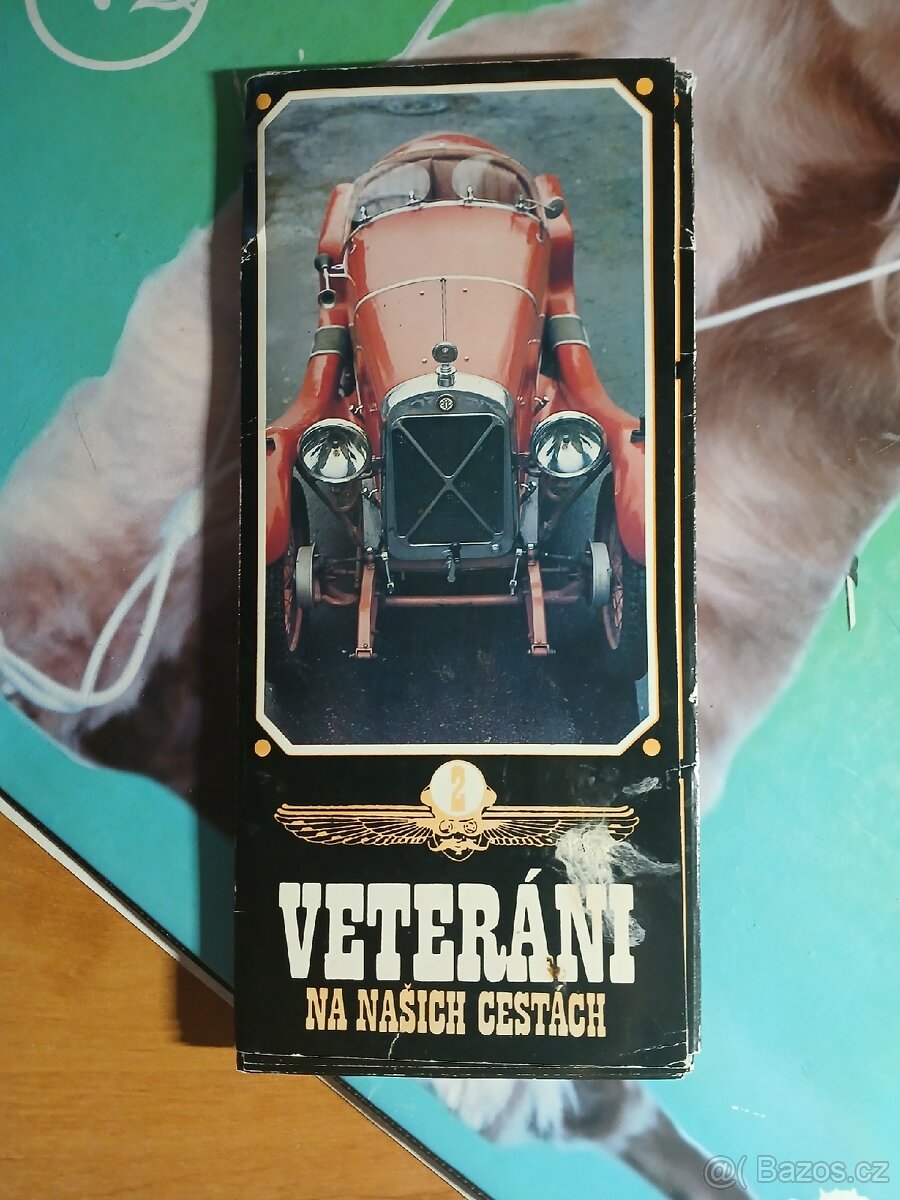 2
VETERÁNI
NA NAŠICH CESTÁCH
@( Bazos.cz